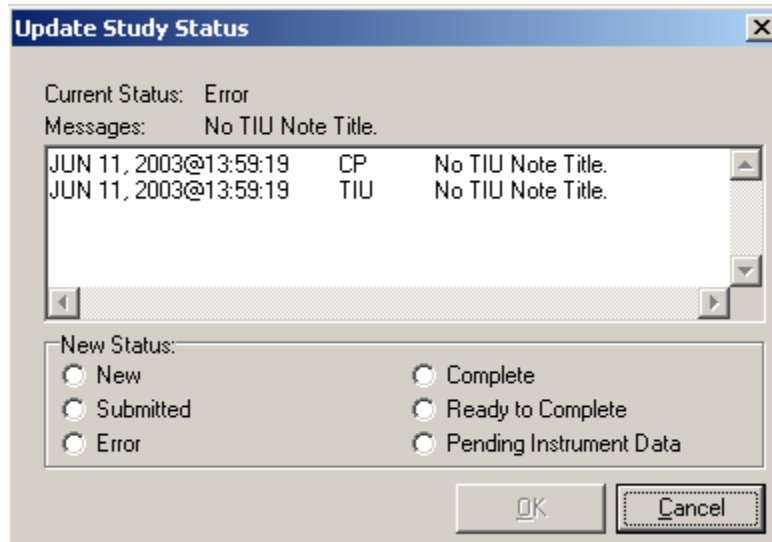 Update Study Status
Current Status: Error
Messages: No TIU Note Title.
JUN 11, 2003@13:59:19 CP No TIU Note Title.
JUN 11, 2003@13:59:19 TIU No TIU Note Title.
New Status:
New Complete
Submitted Ready to Complete
Error Pending Instrument Data
OK Cancel